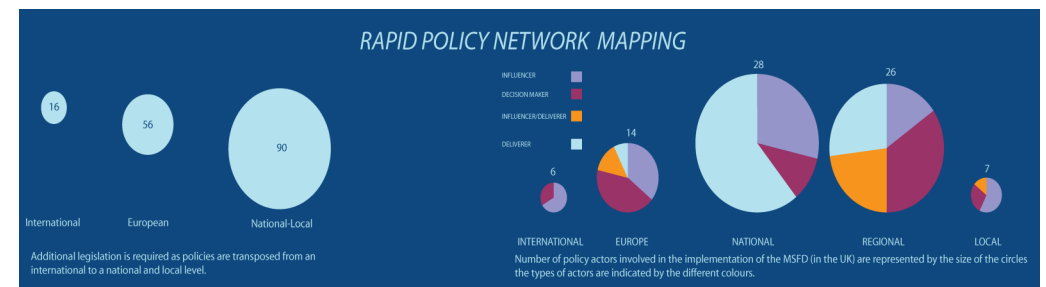 RAPID POLICY NETWORK MAPPING
16
56
90
International
European
National-Local
Additional legislation is required as policies are transposed from an
international to a national and local level.
INFLUENCER
DECISION MAKER
INFLUENCER/DELIVERER
DELIVERER
6
14
28
26
7
INTERNATIONAL
EUROPE
NATIONAL
REGIONAL
LOCAL
Number of policy actors involved in the implementation of the MSFD (in the UK) are represented by the size of the circles
the types of actors are indicated by the different colours.